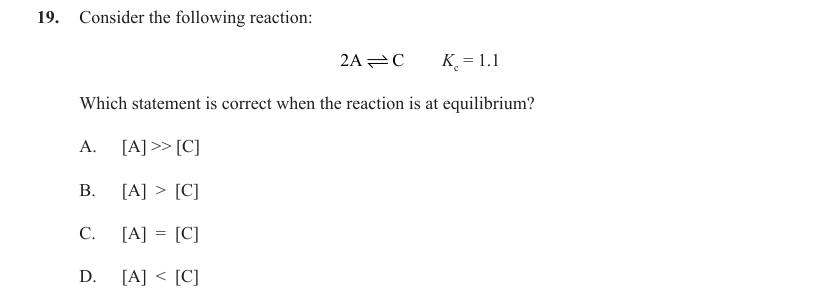 19. Consider the following reaction:
2A ⇌ C K_c = 1.1
Which statement is correct when the reaction is at equilibrium?
A. [A] >> [C]
B. [A] > [C]
C. [A] = [C]
D. [A] < [C]